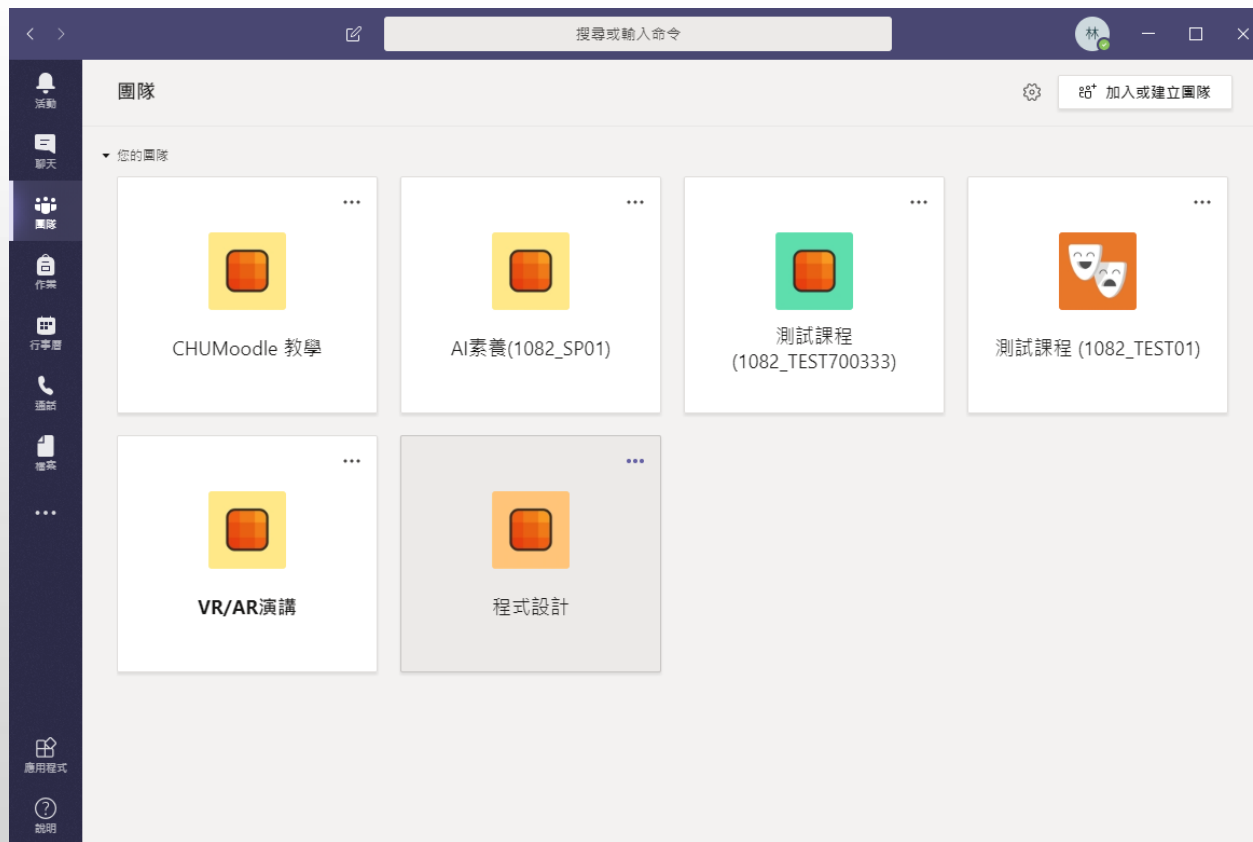 搜尋或輸入命令
林
活動
聊天
團隊
作業
行事曆
通話
檔案
應用程式
說明
團隊
加入或建立團隊
您的團隊
CHUMoodle 教學
AI素養(1082_SP01)
測試課程
(1082_TEST700333)
測試課程 (1082_TEST01)
VR/AR演講
程式設計